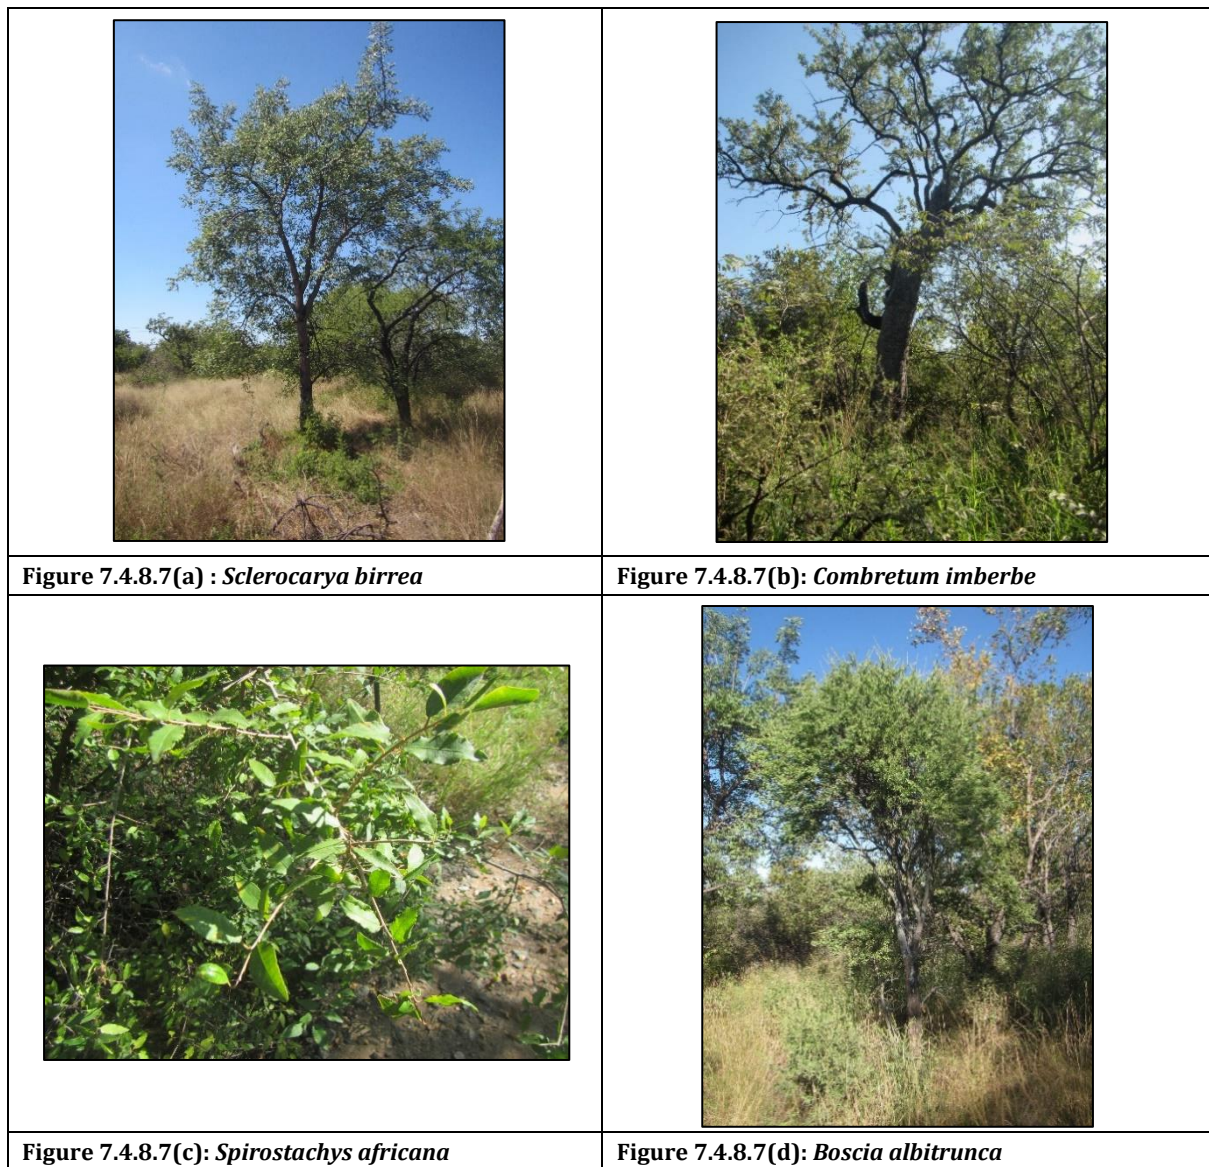 Figure 7.4.8.7(a) : Sclerocarya birrea
Figure 7.4.8.7(b): Combretum imberbe
Figure 7.4.8.7(c): Spirostachys africana
Figure 7.4.8.7(d): Boscia albitrunca